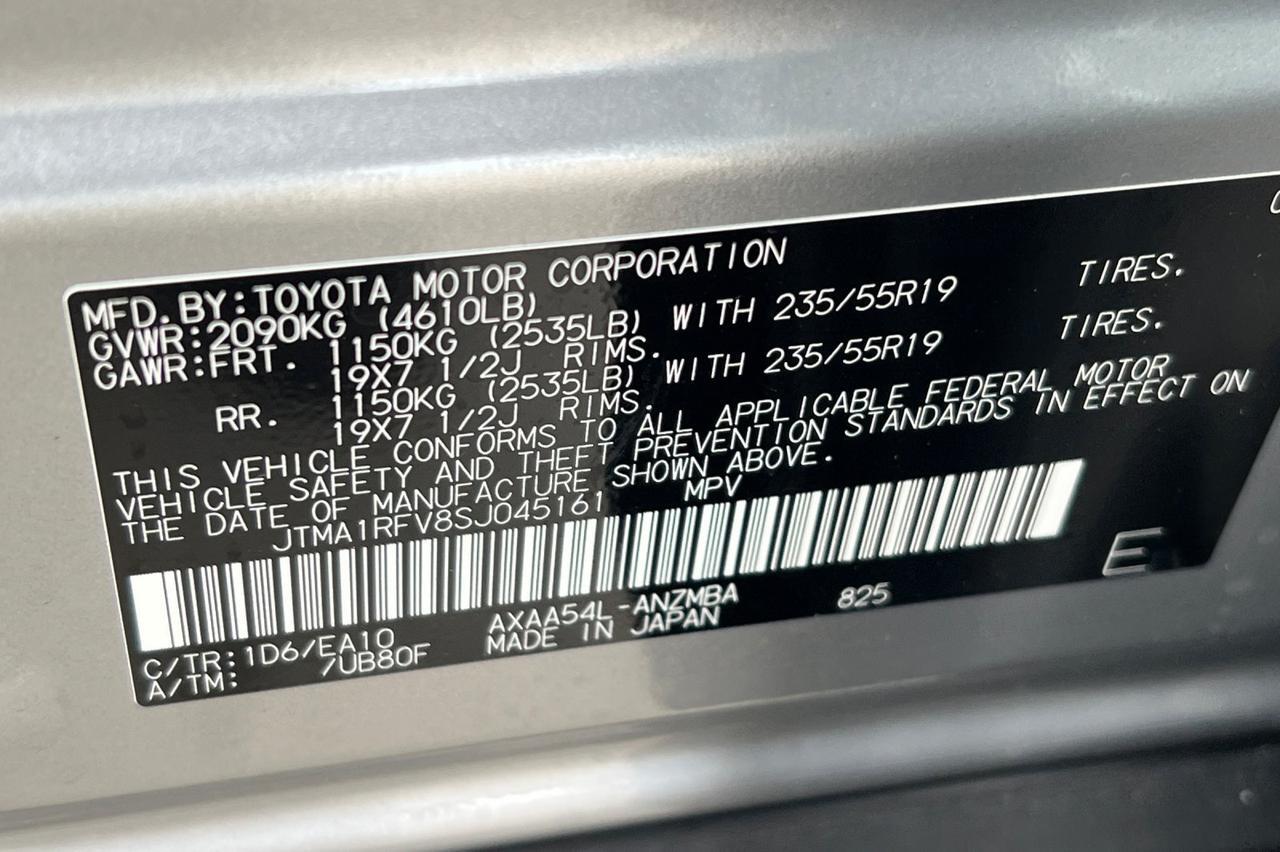 MFD.BY:TOYOTA MOTOR CORPORATION
GVWR:2090KG (4610LB)
GAWR:FRT. 1150KG (2535LB) WITH 235/55R19 TIRES.
19X7 1/2J RIMS.
RR. 1150KG (2535LB) WITH 235/55R19 TIRES.
19X7 1/2J RIMS.
THIS VEHICLE CONFORMS TO ALL APPLICABLE FEDERAL MOTOR
VEHICLE SAFETY AND THEFT PREVENTION STANDARDS IN EFFECT ON
THE DATE OF MANUFACTURE SHOWN ABOVE.
JTMA1RFV8SJ045161 MPV
E
C/TR:1D6/EA10 AXAA54L-ANZMBA 825
A/TM: /UB80F MADE IN JAPAN